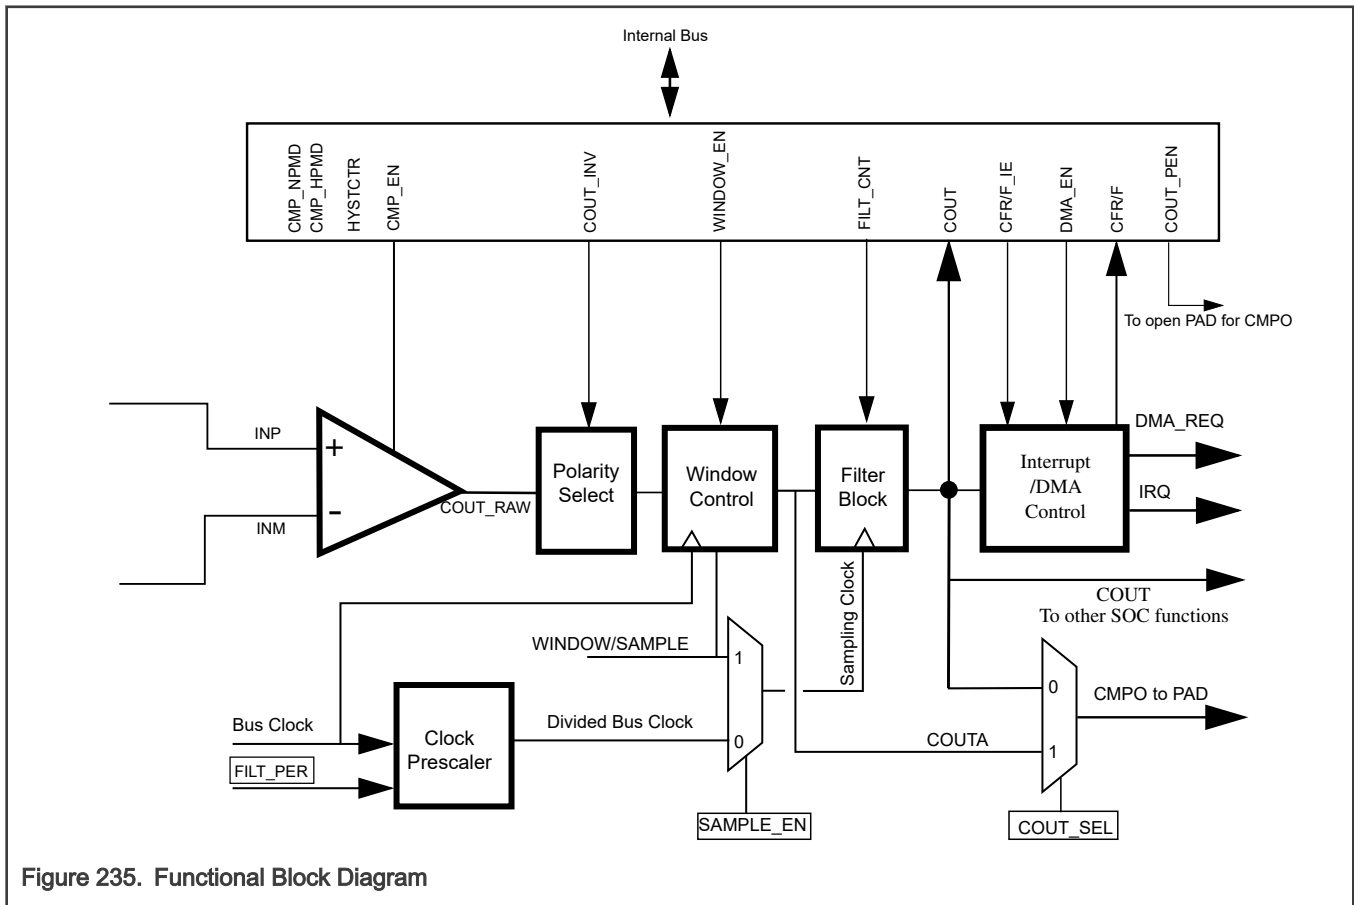 Internal Bus
CMP_NPMD
CMP_HPMD
HYSTCTR
CMP_EN
COUT_INV
WINDOW_EN
FILT_CNT
COUT
CFR/F_IE
DMA_EN
CFR/F
COUT_PEN
To open PAD for CMPO
INP
+
INM
-
COUT_RAW
Polarity
Select
Window
Control
Filter
Block
Interrupt
/DMA
Control
DMA_REQ
IRQ
COUT
To other SOC functions
WINDOW/SAMPLE
1
0
Sampling Clock
Bus Clock
FILT_PER
Clock
Prescaler
Divided Bus Clock
SAMPLE_EN
COUTA
0
1
CMPO to PAD
COUT_SEL
Figure 235. Functional Block Diagram